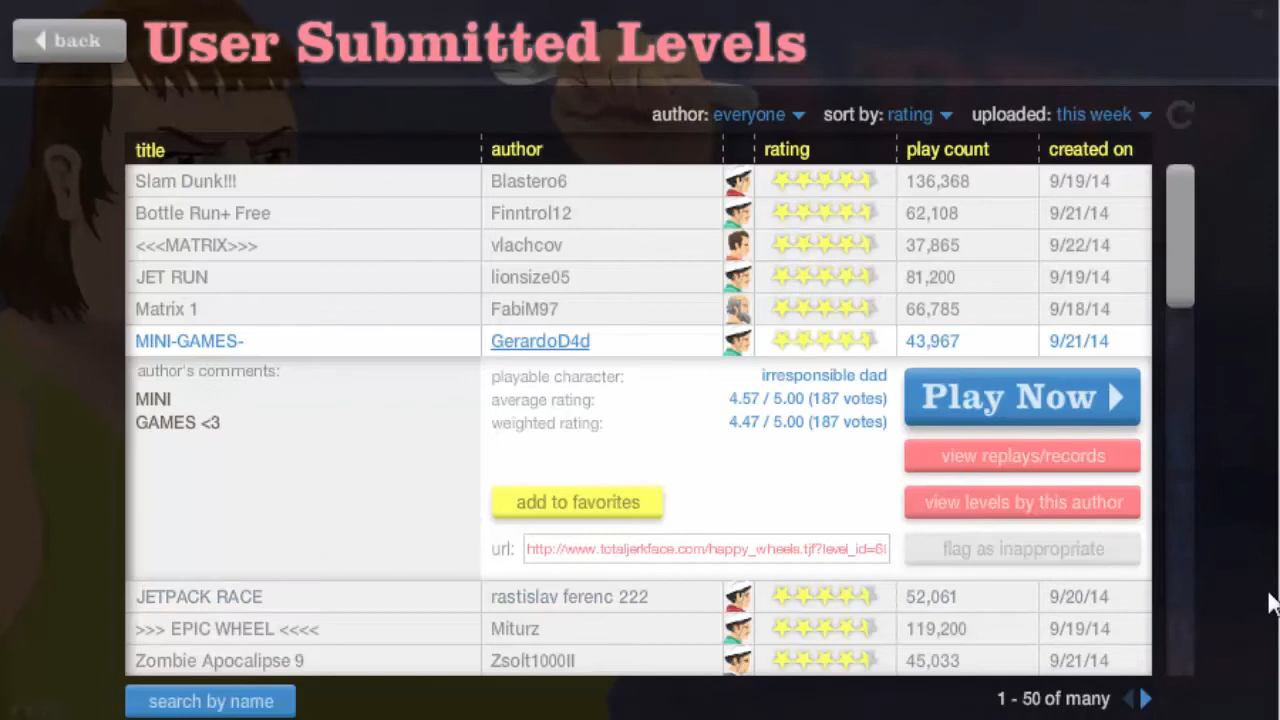 back
User Submitted Levels
author: everyone sort by: rating uploaded: this week
title author rating play count created on
Slam Dunk!!! Blastero6 136,368 9/19/14
Bottle Run+ Free Finntrol12 62,108 9/21/14
<<<MATRIX>>> vlachcov 37,865 9/22/14
JET RUN lionsize05 81,200 9/19/14
Matrix 1 FabiM97 66,785 9/18/14
MINI-GAMES- GerardoD4d 43,967 9/21/14
author's comments:
MINI
GAMES <3
playable character: irresponsible dad
average rating: 4.57 / 5.00 (187 votes)
weighted rating: 4.47 / 5.00 (187 votes)
add to favorites
url: http://www.totaljerkface.com/happy_wheels.tjf?level_id=6
Play Now
view replays/records
view levels by this author
flag as inappropriate
JETPACK RACE rastislav ferenc 222 52,061 9/20/14
>>> EPIC WHEEL <<<< Miturz 119,200 9/19/14
Zombie Apocalipse 9 Zsolt1000II 45,033 9/21/14
search by name
1 - 50 of many